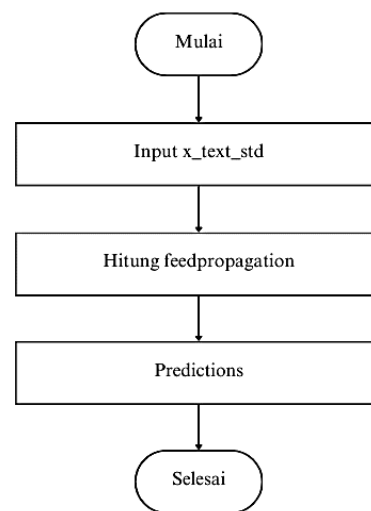 Mulai
Input x_text_std
Hitung feedpropagation
Predictions
Selesai